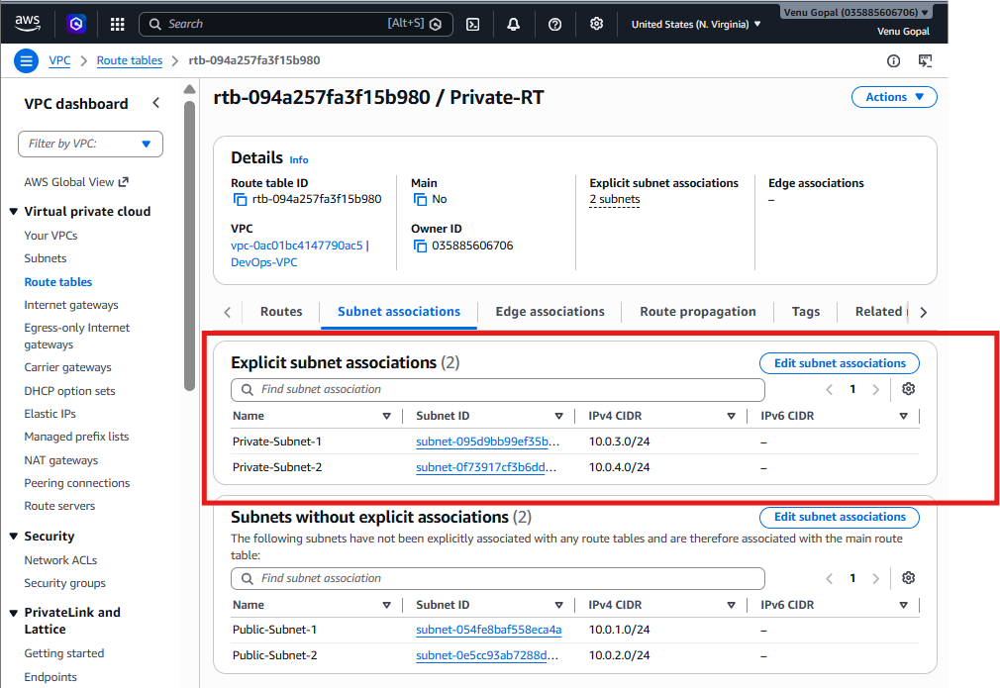 aws
Search [Alt+S]
United States (N. Virginia)
Venu Gopal (035885606706)
Venu Gopal
VPC
Route tables
rtb-094a257fa3f15b980
VPC dashboard
Filter by VPC:
AWS Global View
Virtual private cloud
Your VPCs
Subnets
Route tables
Internet gateways
Egress-only Internet
gateways
Carrier gateways
DHCP option sets
Elastic IPs
Managed prefix lists
NAT gateways
Peering connections
Route servers
Security
Network ACLs
Security groups
PrivateLink and
Lattice
Getting started
Endpoints
rtb-094a257fa3f15b980 / Private-RT
Actions
Details Info
Route table ID
rtb-094a257fa3f15b980
Main
No
Explicit subnet associations
2 subnets
Edge associations
–
VPC
vpc-0ac01bc4147790ac5 |
DevOps-VPC
Owner ID
035885606706
Routes Subnet associations Edge associations Route propagation Tags Related
Explicit subnet associations (2)
Edit subnet associations
Find subnet association
1
Name Subnet ID IPv4 CIDR IPv6 CIDR
Private-Subnet-1 subnet-095d9bb99ef35b... 10.0.3.0/24 –
Private-Subnet-2 subnet-0f73917cf3b6dd... 10.0.4.0/24 –
Subnets without explicit associations (2)
Edit subnet associations
The following subnets have not been explicitly associated with any route tables and are therefore associated with the main route
table:
Find subnet association
1
Name Subnet ID IPv4 CIDR IPv6 CIDR
Public-Subnet-1 subnet-054fe8baf558eca4a 10.0.1.0/24 –
Public-Subnet-2 subnet-0e5cc93ab7288d... 10.0.2.0/24 –